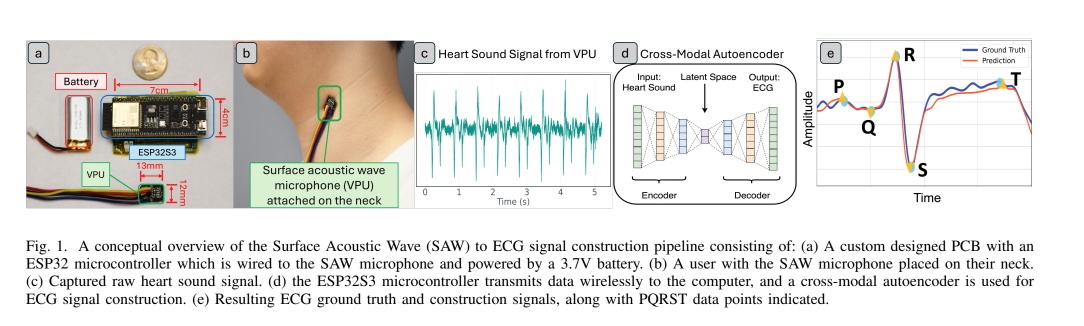 a
Battery
7cm
4cm
ESP32S3
13mm
VPU
12mm
b
Surface acoustic wave
microphone (VPU)
attached on the neck
c
Heart Sound Signal from VPU
0 1 2 3 4 5
Time (s)
d
Cross-Modal Autoencoder
Input:
Heart Sound
Latent Space
Output:
ECG
Encoder
Decoder
e
Ground Truth
Prediction
P
Q
R
S
T
Amplitude
Time
Fig. 1. A conceptual overview of the Surface Acoustic Wave (SAW) to ECG signal construction pipeline consisting of: (a) A custom designed PCB with an
ESP32 microcontroller which is wired to the SAW microphone and powered by a 3.7V battery. (b) A user with the SAW microphone placed on their neck.
(c) Captured raw heart sound signal. (d) the ESP32S3 microcontroller transmits data wirelessly to the computer, and a cross-modal autoencoder is used for
ECG signal construction. (e) Resulting ECG ground truth and construction signals, along with PQRST data points indicated.